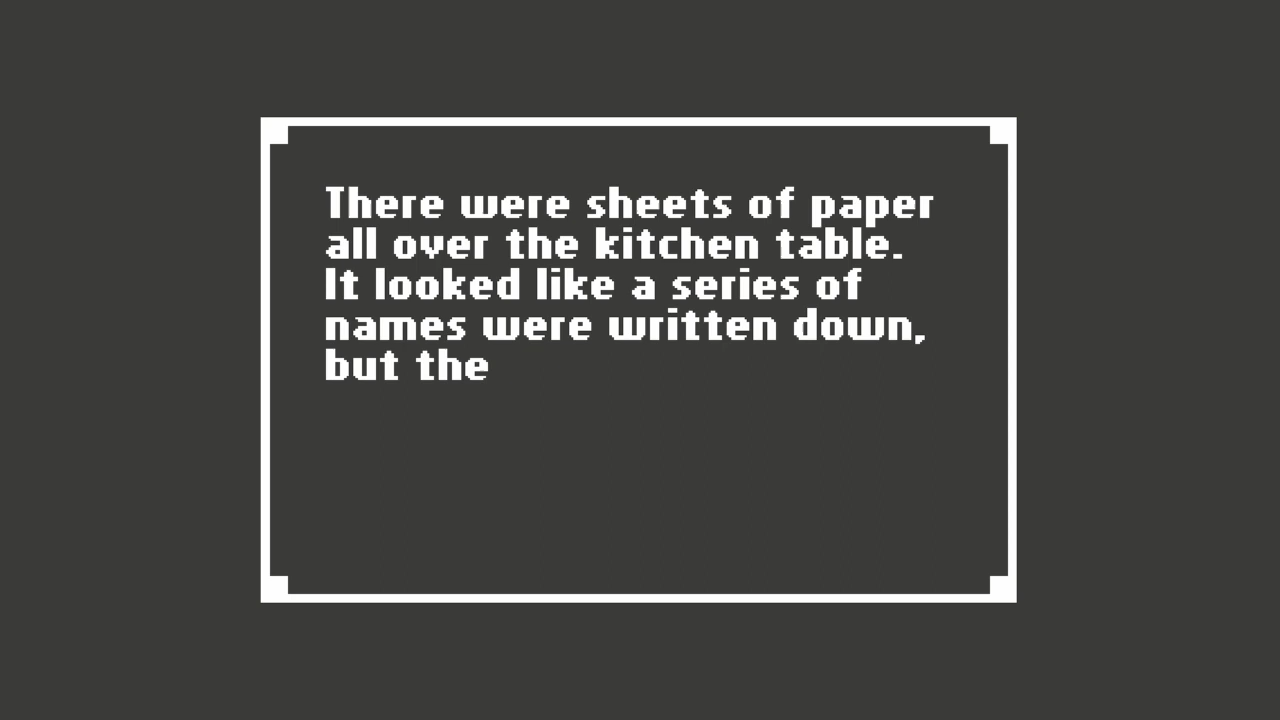 There were sheets of paper
all over the kitchen table.
It looked like a series of
names were written down,
but the